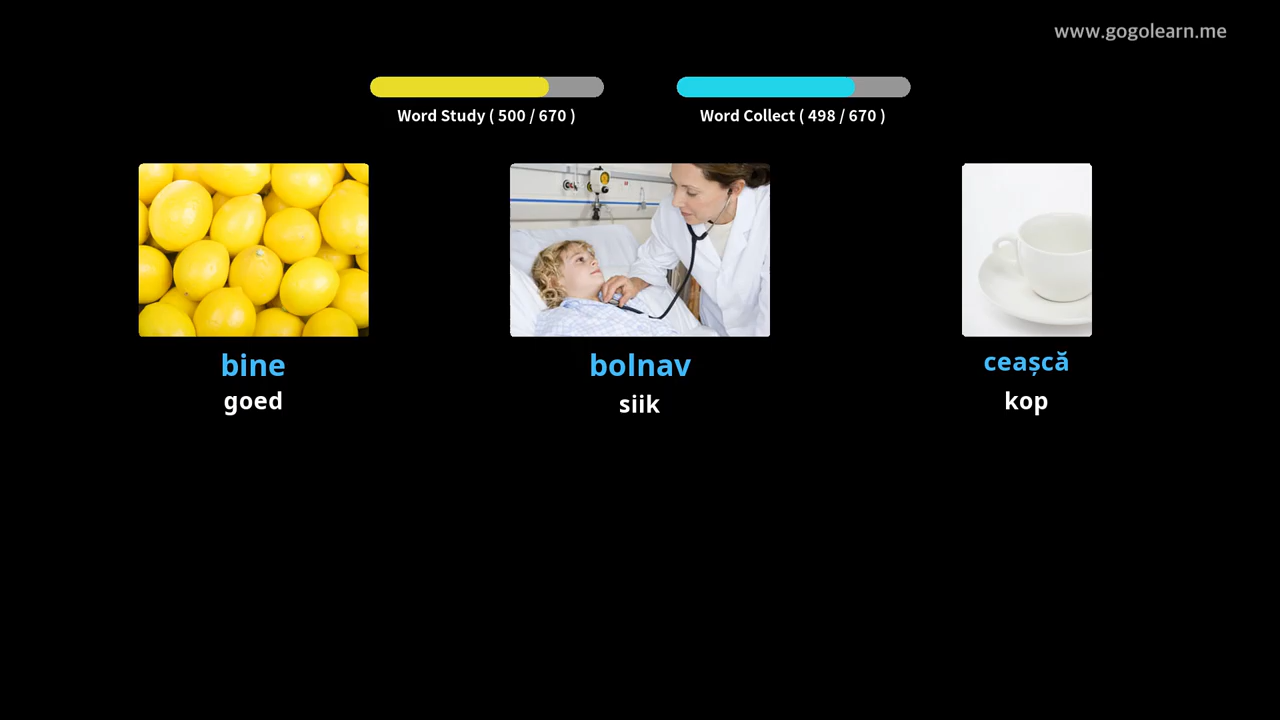 www.gogolearn.me
Word Study ( 500 / 670 )
Word Collect ( 498 / 670 )
bine
goed
bolnav
siik
ceașcă
kop